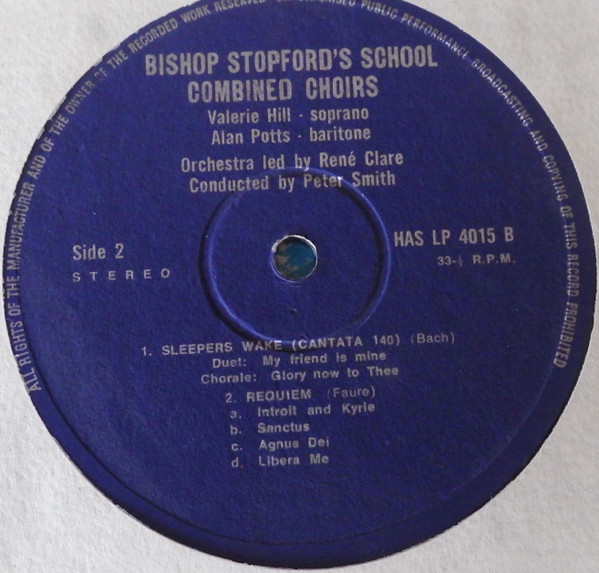 ALL RIGHTS OF THE MANUFACTURER AND OF THE OWNER OF THE RECORDED WORK RESERVED PUBLIC PERFORMANCE BROADCASTING AND COPYING OF THIS RECORD PROHIBITED
BISHOP STOPFORD'S SCHOOL
COMBINED CHOIRS
Valerie Hill - soprano
Alan Potts - baritone
Orchestra led by René Clare
Conducted by Peter Smith
Side 2
STEREO
HAS LP 4015 B
33-⅓ R.P.M.
1. SLEEPERS WAKE (CANTATA 140) (Bach)
Duet: My friend is mine
Chorale: Glory now to Thee
2. REQUIEM (Faure)
a. Introit and Kyrie
b. Sanctus
c. Agnus Dei
d. Libera Me